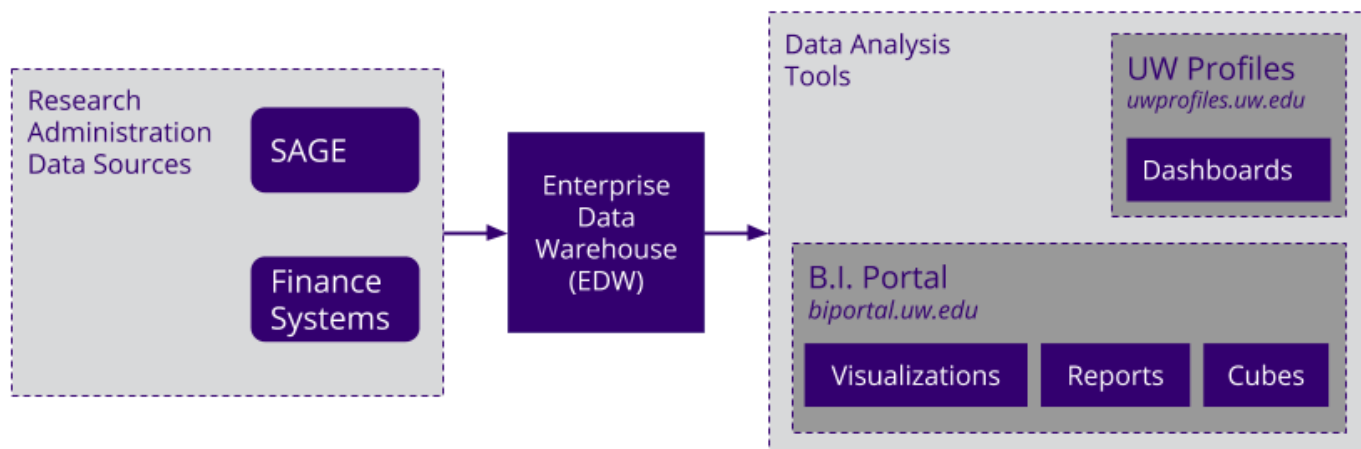 Research
Administration
Data Sources
SAGE
Finance
Systems
Enterprise
Data
Warehouse
(EDW)
Data Analysis
Tools
UW Profiles
uwprofiles.uw.edu
Dashboards
B.I. Portal
biportal.uw.edu
Visualizations
Reports
Cubes